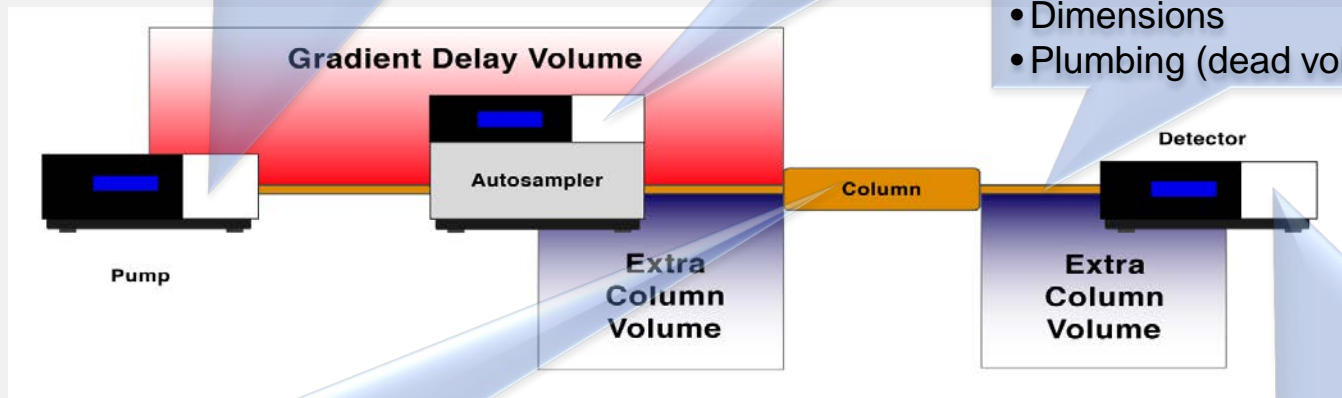 • Dimensions
• Plumbing (dead vo
Gradient Delay Volume
Detector
Autosampler
Column
Pump
Extra
Column
Volume
Extra
Column
Volume